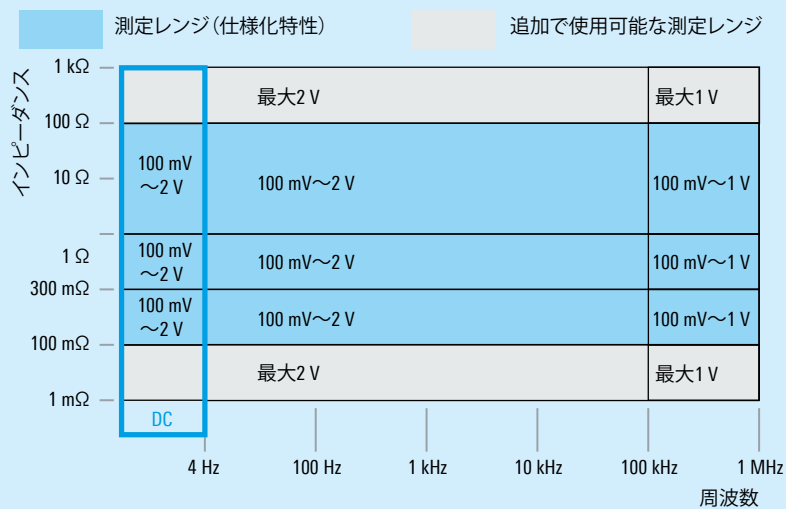 測定レンジ（仕様化特性）
追加で使用可能な測定レンジ
インピーダンス
1 kΩ
最大2 V
最大1 V
100 Ω
100 mV
～2 V
100 mV～2 V
100 mV～1 V
10 Ω
1 Ω
100 mV
～2 V
100 mV～2 V
100 mV～1 V
300 mΩ
100 mV
～2 V
100 mV～2 V
100 mV～1 V
100 mΩ
最大2 V
最大1 V
1 mΩ
DC
4 Hz
100 Hz
1 kHz
10 kHz
100 kHz
1 MHz
周波数